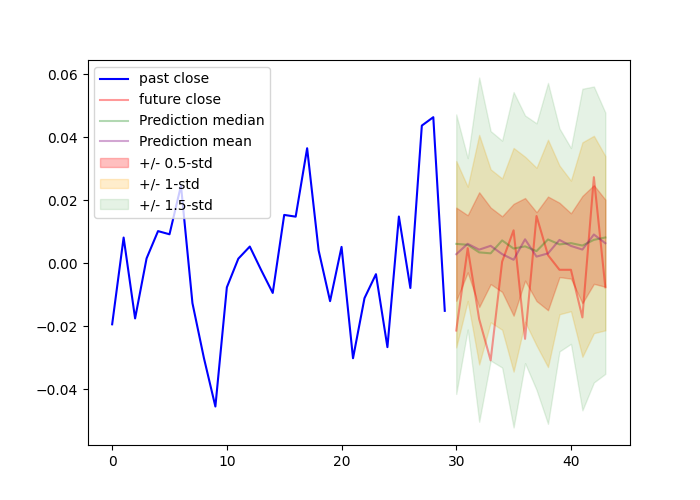 0.06
0.04
0.02
0.00
−0.02
−0.04
past close
future close
Prediction median
Prediction mean
+/- 0.5-std
+/- 1-std
+/- 1.5-std
0
10
20
30
40